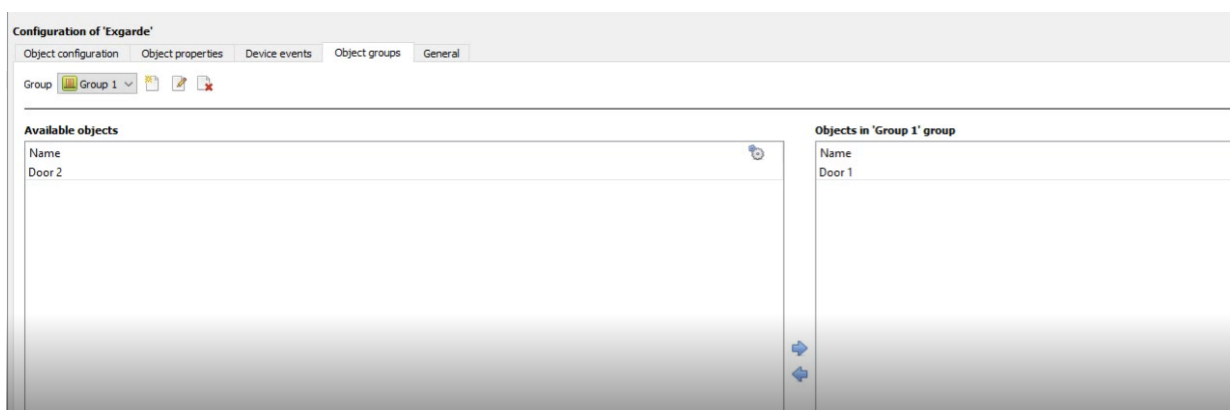 Configuration of 'Exgarde'
Object configuration Object properties Device events Object groups General
Group Group 1
Available objects
Name
Door 2
Objects in 'Group 1' group
Name
Door 1